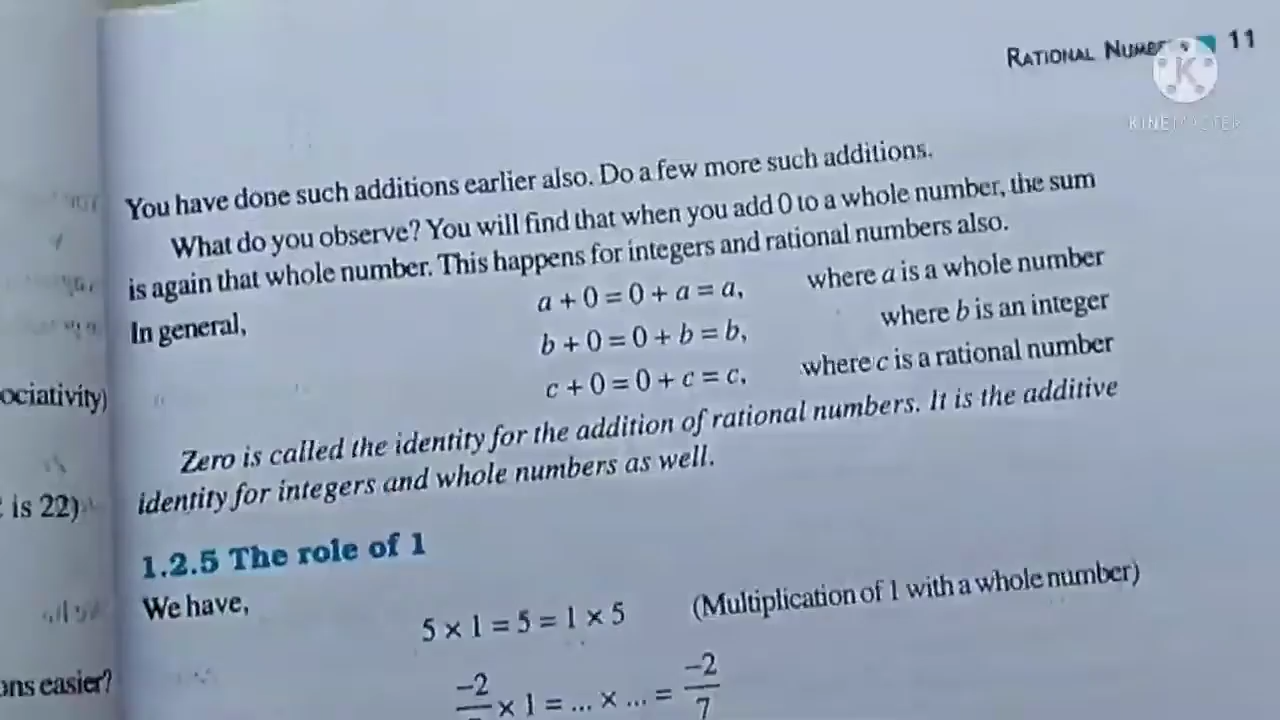 RATIONAL NUMBE 11
KINEMASTER
You have done such additions earlier also. Do a few more such additions.
What do you observe? You will find that when you add 0 to a whole number, the sum
is again that whole number. This happens for integers and rational numbers also.
In general, a + 0 = 0 + a = a, where a is a whole number
b + 0 = 0 + b = b, where b is an integer
c + 0 = 0 + c = c, where c is a rational number
Zero is called the identity for the addition of rational numbers. It is the additive
identity for integers and whole numbers as well.
1.2.5 The role of 1
We have,
5 × 1 = 5 = 1 × 5 (Multiplication of 1 with a whole number)
-2 × 1 = ... × ... = -2/7
ociativity)
is 22)
ons easier?